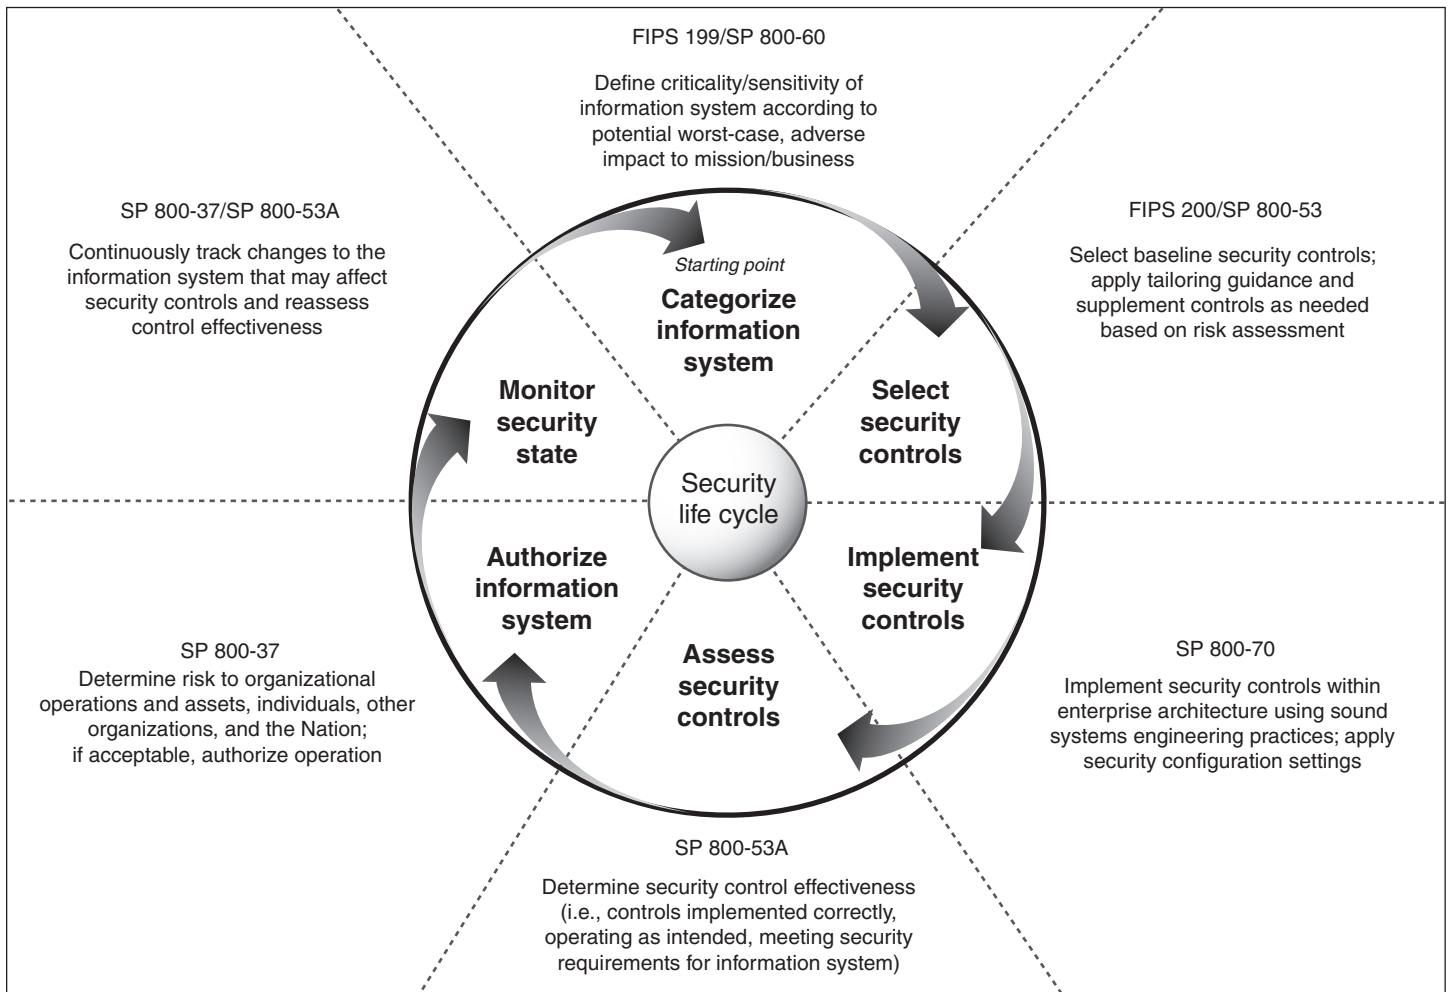 FIPS 199/SP 800-60
Define criticality/sensitivity of
information system according to
potential worst-case, adverse
impact to mission/business
SP 800-37/SP 800-53A
Continuously track changes to the
information system that may affect
security controls and reassess
control effectiveness
FIPS 200/SP 800-53
Select baseline security controls;
apply tailoring guidance and
supplement controls as needed
based on risk assessment
Starting point
Categorize
information
system
Monitor
security
state
Select
security
controls
Security
life cycle
Authorize
information
system
Implement
security
controls
Assess
security
controls
SP 800-37
Determine risk to organizational
operations and assets, individuals, other
organizations, and the Nation;
if acceptable, authorize operation
SP 800-70
Implement security controls within
enterprise architecture using sound
systems engineering practices; apply
security configuration settings
SP 800-53A
Determine security control effectiveness
(i.e., controls implemented correctly,
operating as intended, meeting security
requirements for information system)